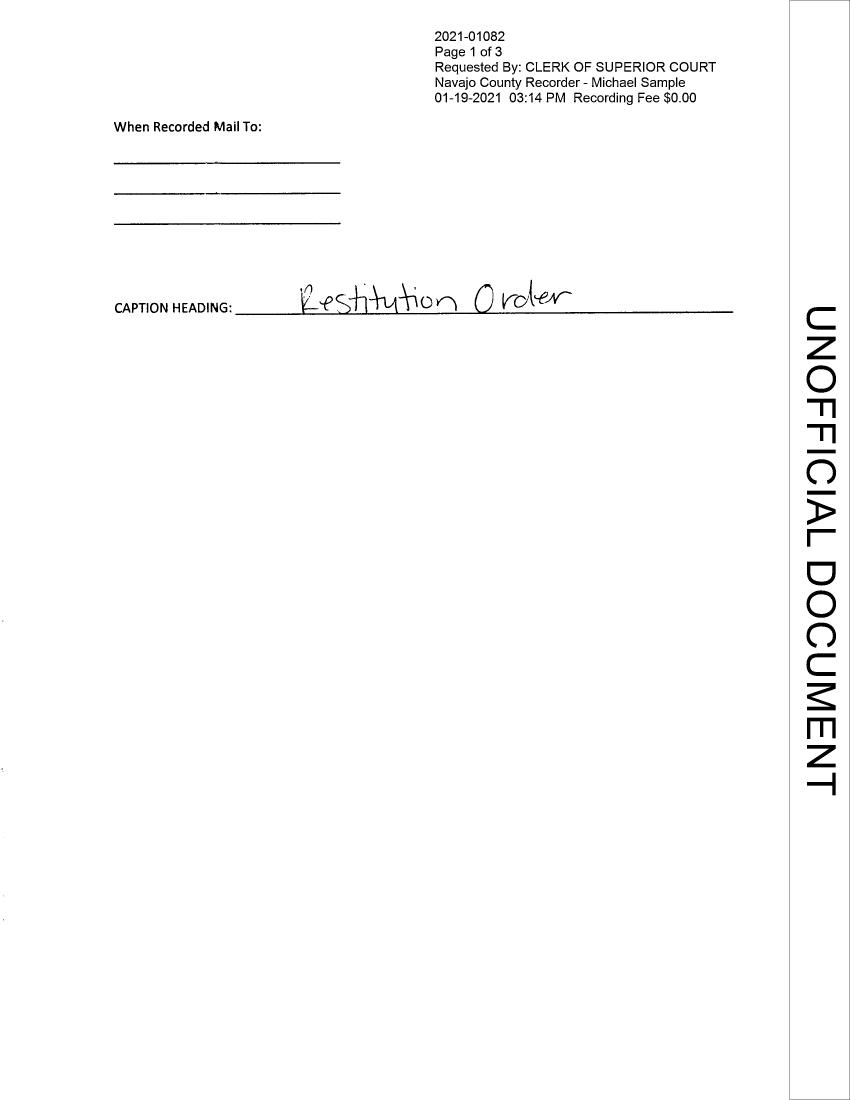 2021-01082
Page 1 of 3
Requested By: CLERK OF SUPERIOR COURT
Navajo County Recorder - Michael Sample
01-19-2021 03:14 PM Recording Fee $0.00
When Recorded Mail To:
CAPTION HEADING: Restitution Order
UNOFFICIAL DOCUMENT